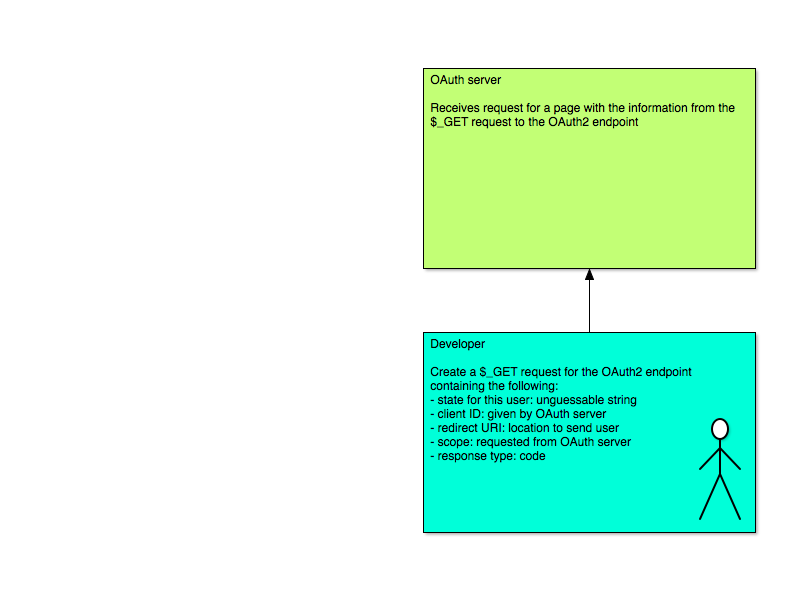 OAuth server
Receives request for a page with the information from the
$_GET request to the OAuth2 endpoint
Developer
Create a $_GET request for the OAuth2 endpoint
containing the following:
- state for this user: unguessable string
- client ID: given by OAuth server
- redirect URI: location to send user
- scope: requested from OAuth server
- response type: code